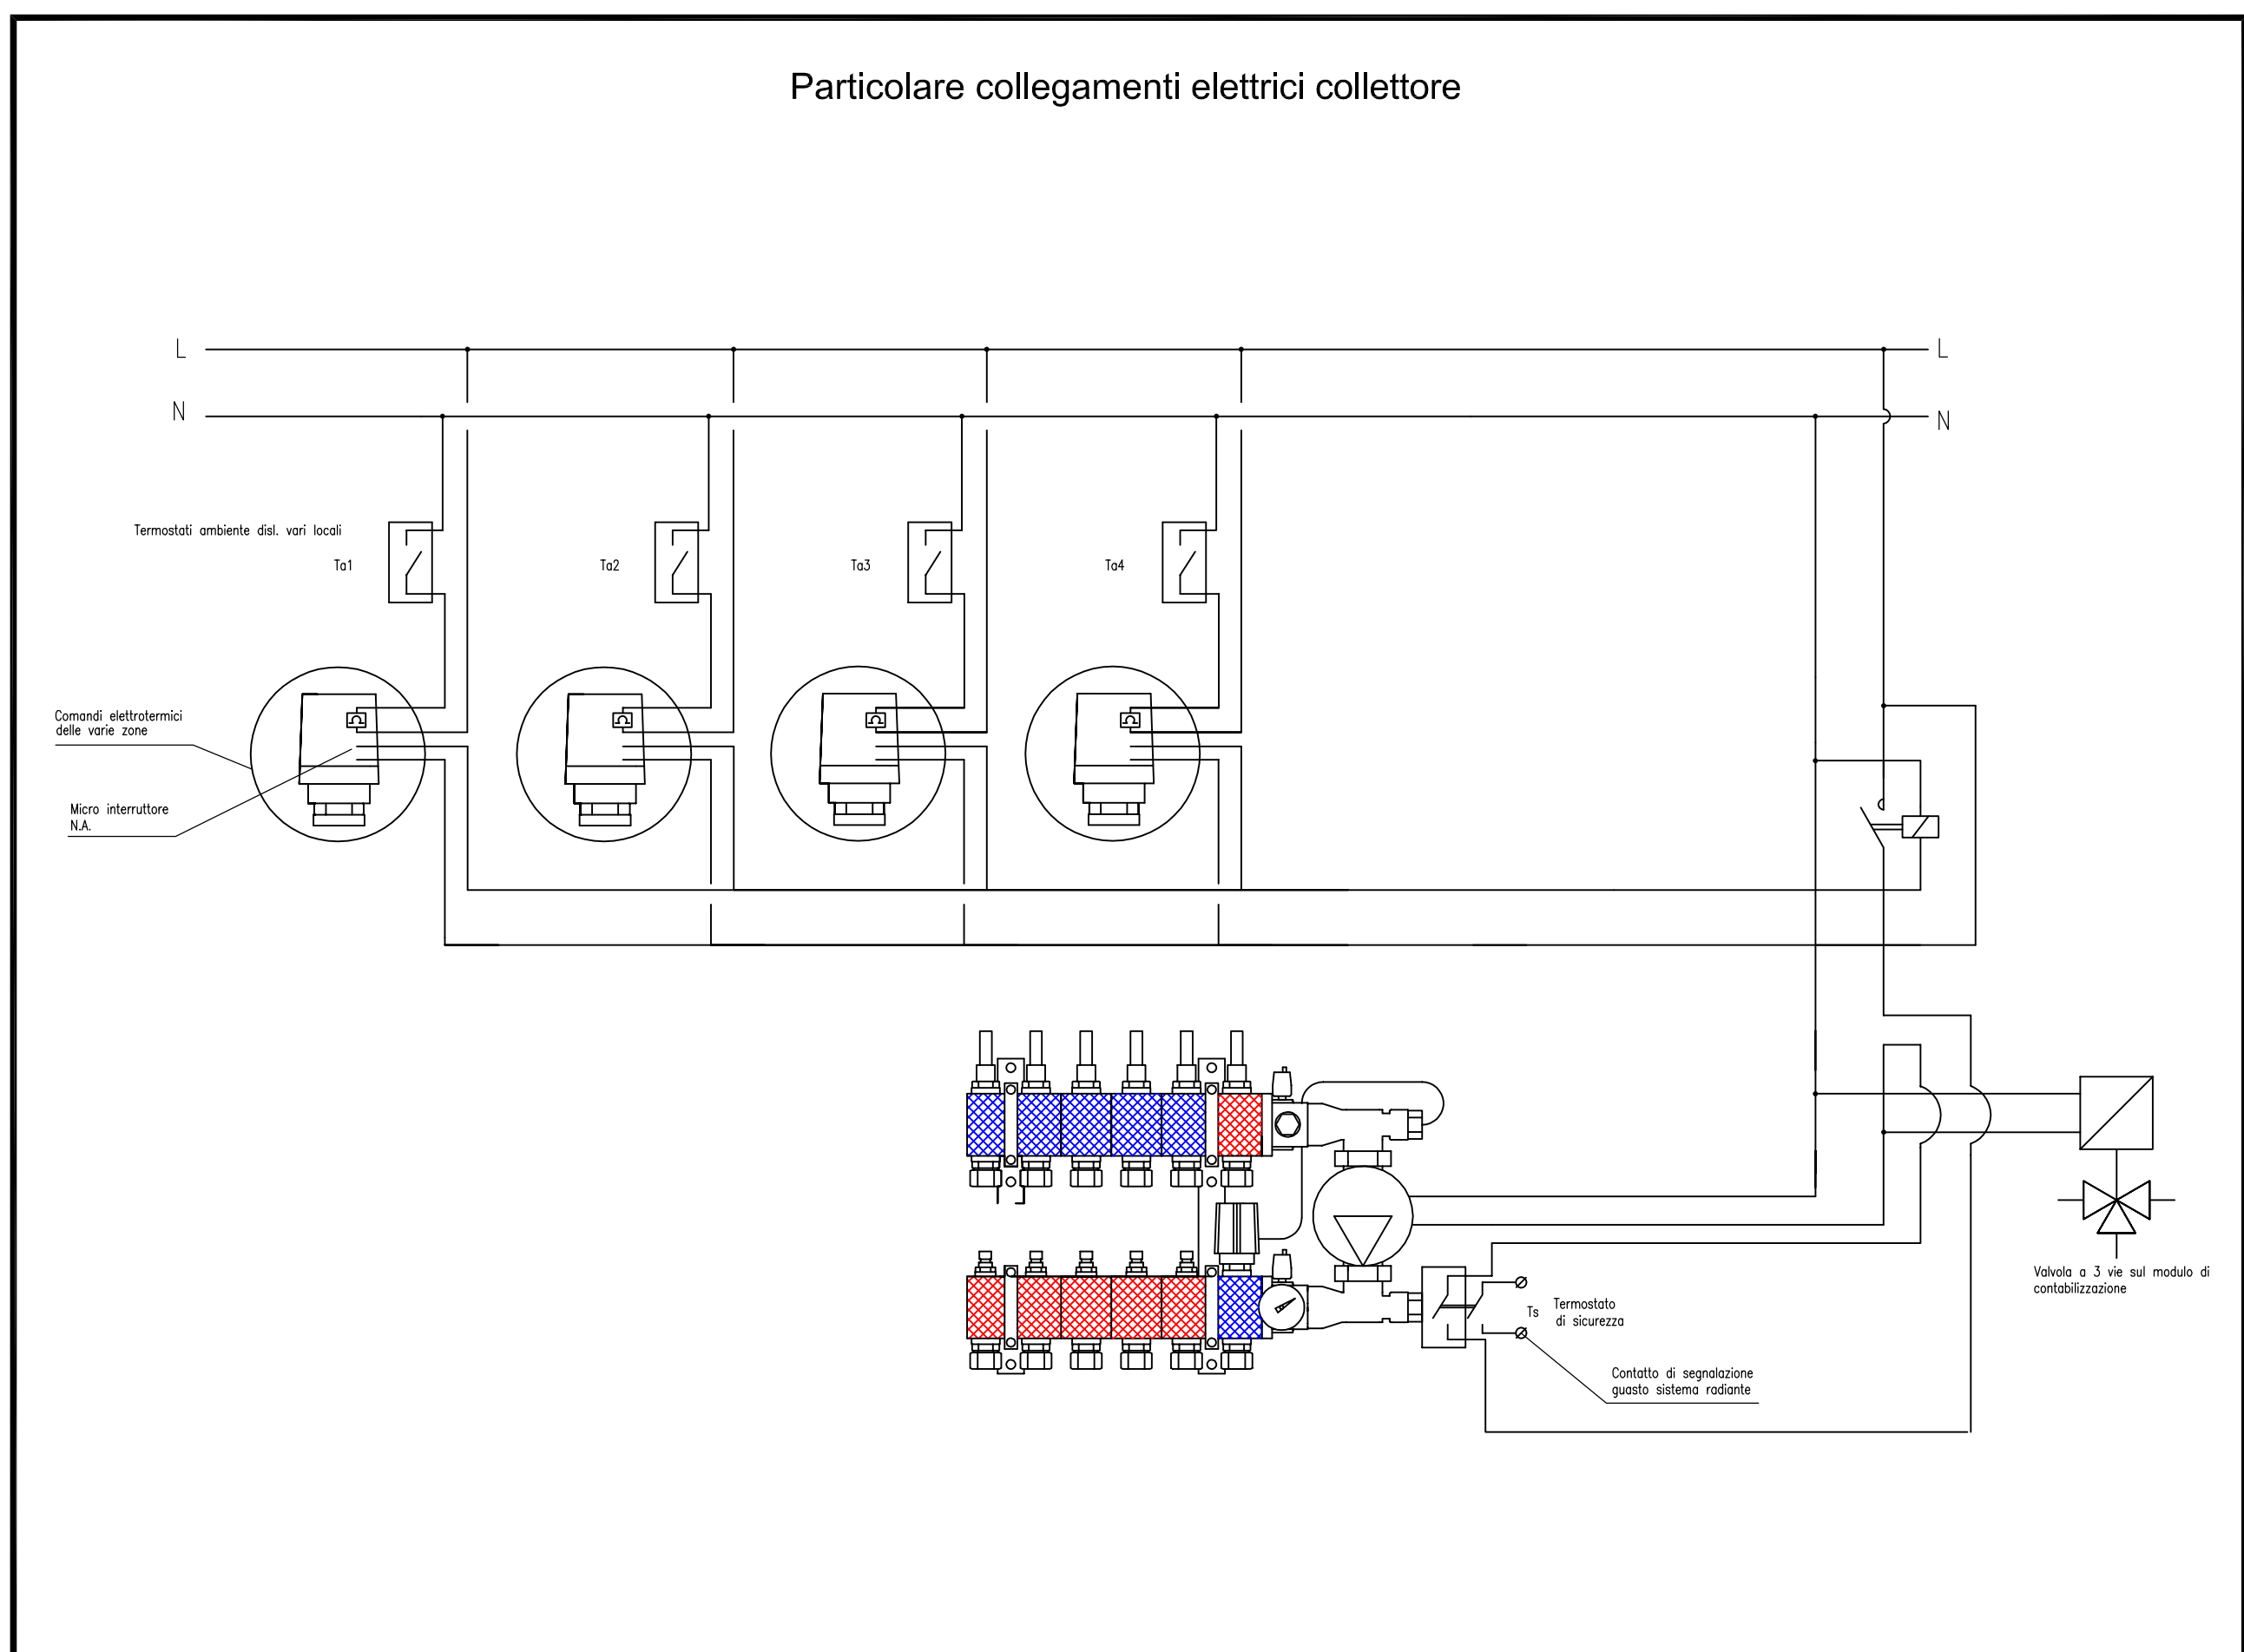 Particolare collegamenti elettrici collettore
L
L
N
N
Termostati ambiente disl. vari locali
Ta1
Ta2
Ta3
Ta4
Comandi elettrotermici
delle varie zone
Micro interruttore
N.A.
Valvola a 3 vie sul modulo di
contabilizzazione
Ts
Termostato
di sicurezza
Contatto di segnalazione
guasto sistema radiante